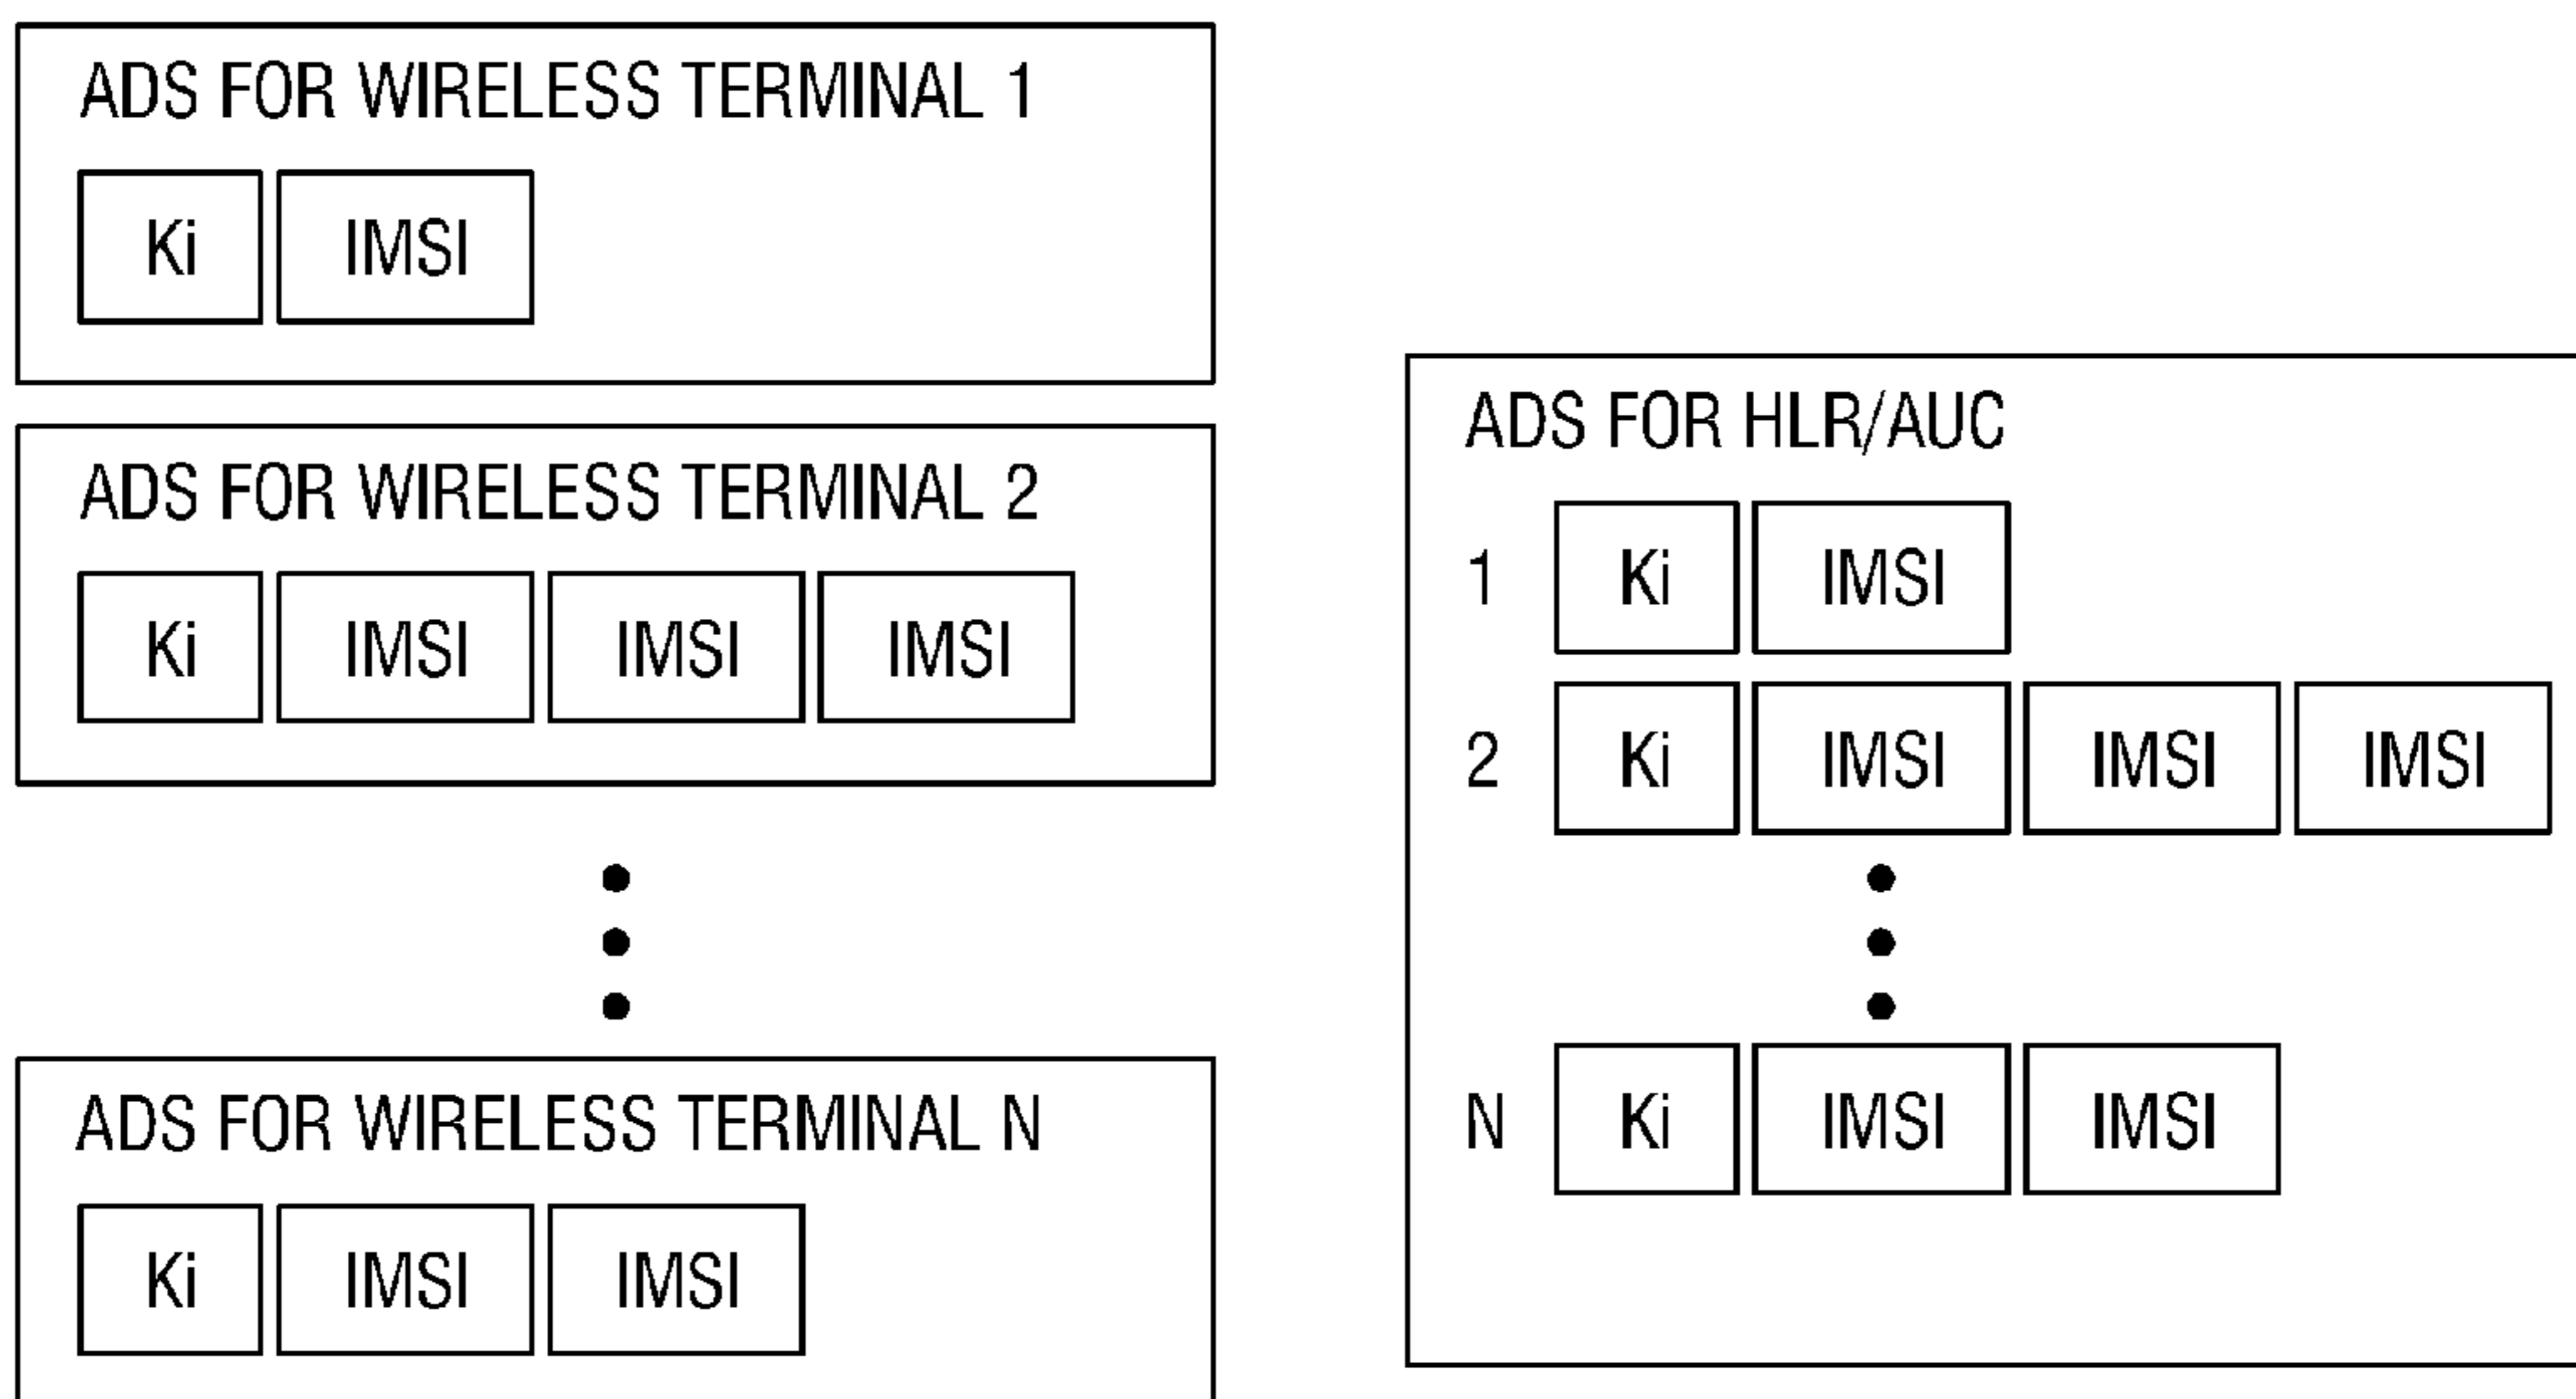 ADS FOR WIRELESS TERMINAL 1
Ki IMSI
ADS FOR WIRELESS TERMINAL 2
Ki IMSI IMSI IMSI
ADS FOR WIRELESS TERMINAL N
Ki IMSI IMSI
ADS FOR HLR/AUC
1 Ki IMSI
2 Ki IMSI IMSI IMSI
N Ki IMSI IMSI